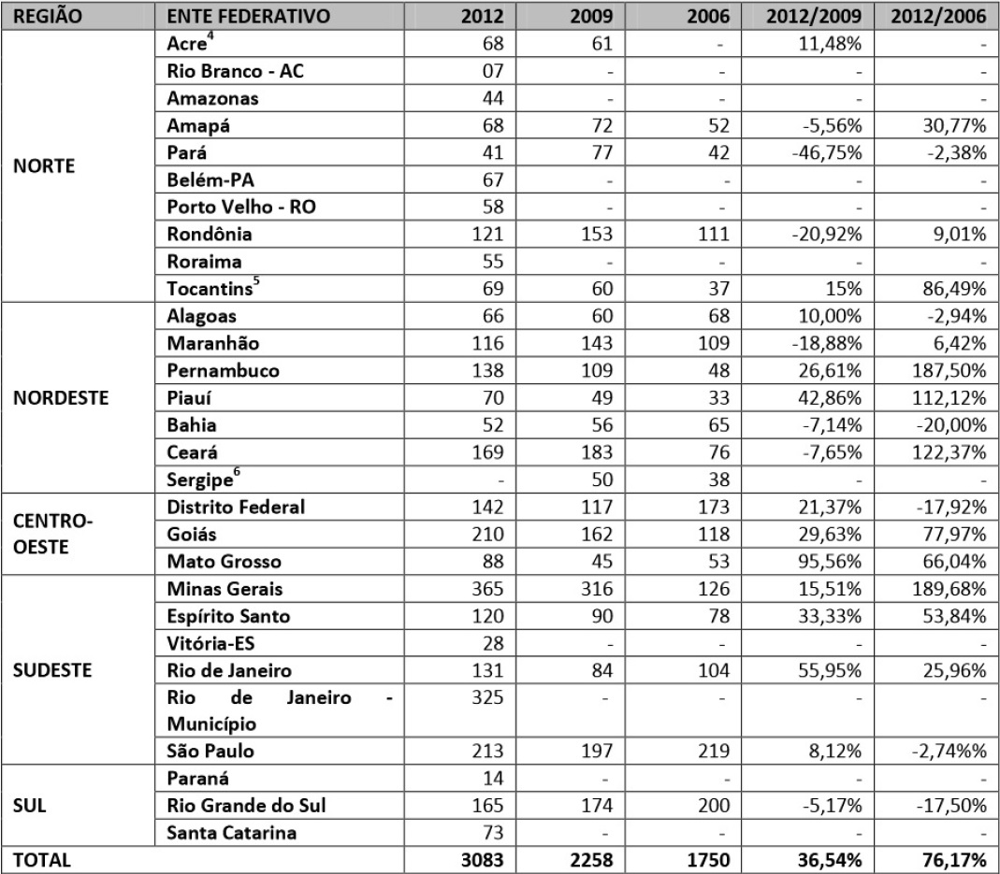 REGIÃO ENTE FEDERATIVO 2012 2009 2006 2012/2009 2012/2006
NORTE
Acre4 68 61 - 11,48% -
Rio Branco - AC 07 - - - -
Amazonas 44 - - - -
Amapá 68 72 52 -5,56% 30,77%
Pará 41 77 42 -46,75% -2,38%
Belém-PA 67 - - - -
Porto Velho - RO 58 - - - -
Rondônia 121 153 111 -20,92% 9,01%
Roraima 55 - - - -
Tocantins5 69 60 37 15% 86,49%
NORDESTE
Alagoas 66 60 68 10,00% -2,94%
Maranhão 116 143 109 -18,88% 6,42%
Pernambuco 138 109 48 26,61% 187,50%
Piauí 70 49 33 42,86% 112,12%
Bahia 52 56 65 -7,14% -20,00%
Ceará 169 183 76 -7,65% 122,37%
Sergipe6 - 50 38 - -
CENTRO-
OESTE
Distrito Federal 142 117 173 21,37% -17,92%
Goiás 210 162 118 29,63% 77,97%
Mato Grosso 88 45 53 95,56% 66,04%
SUDESTE
Minas Gerais 365 316 126 15,51% 189,68%
Espírito Santo 120 90 78 33,33% 53,84%
Vitória-ES 28 - - - -
Rio de Janeiro 131 84 104 55,95% 25,96%
Rio de Janeiro - 325 - - - -
Município
São Paulo 213 197 219 8,12% -2,74%%
SUL
Paraná 14 - - - -
Rio Grande do Sul 165 174 200 -5,17% -17,50%
Santa Catarina 73 - - - -
TOTAL 3083 2258 1750 36,54% 76,17%